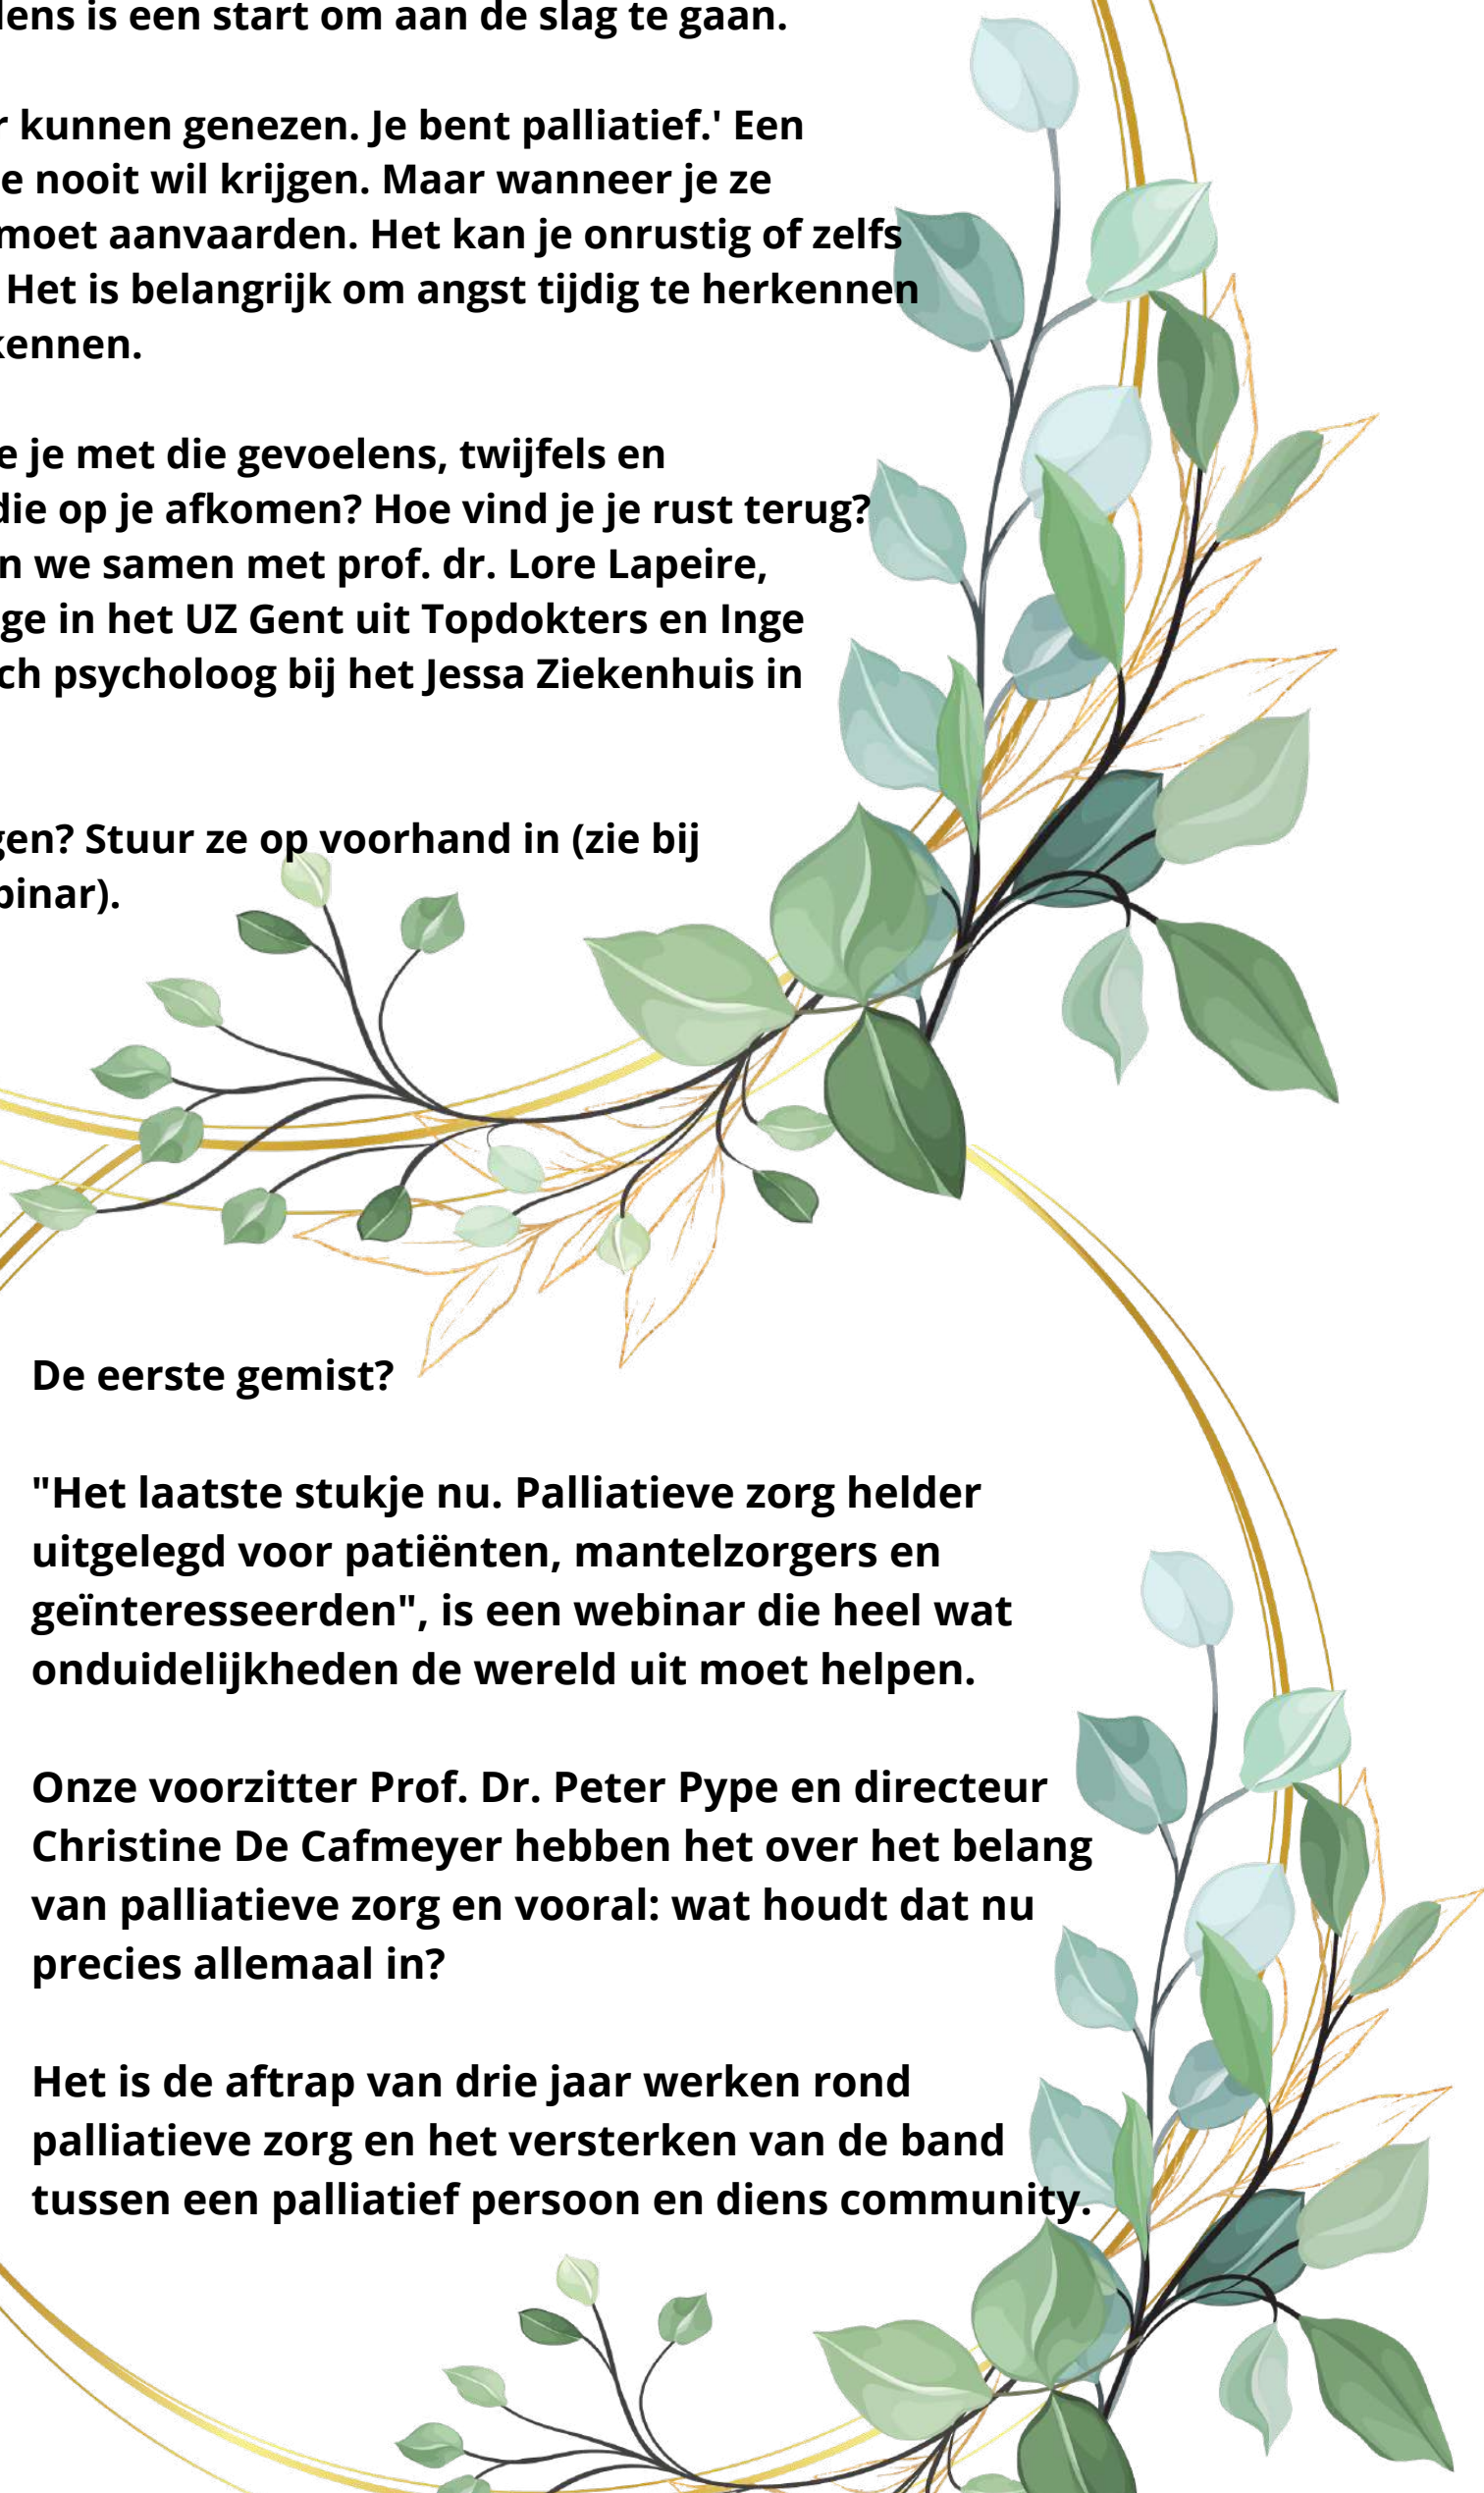 is een start om aan de slag te gaan.
kunnen genezen. Je bent palliatief.' Een
nooit wil krijgen. Maar wanneer je ze
moet aanvaarden. Het kan je onrustig of zelfs
Het is belangrijk om angst tijdig te herkennen
kennen.
je met die gevoelens, twijfels en
die op je afkomen? Hoe vind je je rust terug?
we samen met prof. dr. Lore Lapeire,
in het UZ Gent uit Topdokters en Inge
psycholoog bij het Jessa Ziekenhuis in
Stuur ze op voorhand in (zie bij
De eerste gemist?
"Het laatste stukje nu. Palliatieve zorg helder
uitgelegd voor patiënten, mantelzorgers en
geïnteresseerden", is een webinar die heel wat
onduidelijkheden de wereld uit moet helpen.
Onze voorzitter Prof. Dr. Peter Pype en directeur
Christine De Cafmeyer hebben het over het belang
van palliatieve zorg en vooral: wat houdt dat nu
precies allemaal in?
Het is de aftrap van drie jaar werken rond
palliatieve zorg en het versterken van de band
tussen een palliatief persoon en diens community.